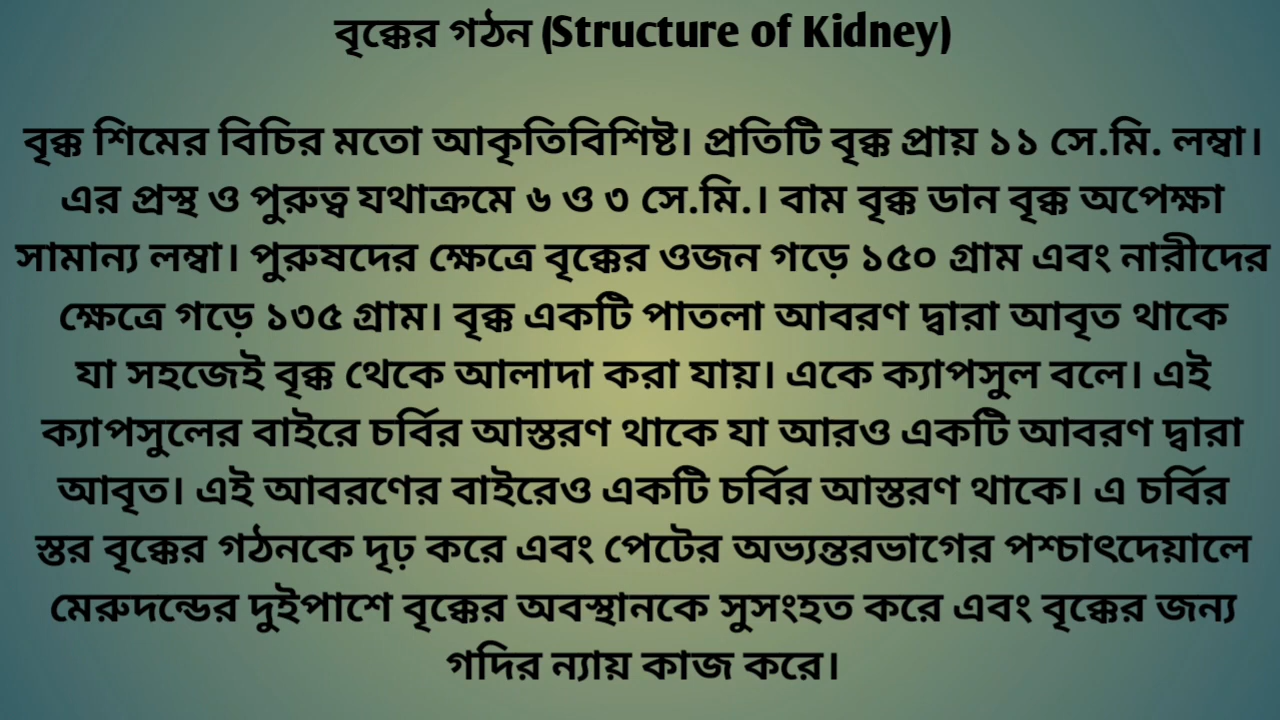 বৃক্কের গঠন (Structure of Kidney)
বৃক্ক শিমের বিচির মতো আকৃতিবিশিষ্ট। প্রতিটি বৃক্ক প্রায় ১১ সে.মি. লম্বা।
এর প্রস্থ ও পুরুত্ব যথাক্রমে ৬ ও ৩ সে.মি.। বাম বৃক্ক ডান বৃক্ক অপেক্ষা
সামান্য লম্বা। পুরুষদের ক্ষেত্রে বৃক্কের ওজন গড়ে ১৫০ গ্রাম এবং নারীদের
ক্ষেত্রে গড়ে ১৩৫ গ্রাম। বৃক্ক একটি পাতলা আবরণ দ্বারা আবৃত থাকে
যা সহজেই বৃক্ক থেকে আলাদা করা যায়। একে ক্যাপসুল বলে। এই
ক্যাপসুলের বাইরে চর্বির আস্তরণ থাকে যা আরও একটি আবরণ দ্বারা
আবৃত। এই আবরণের বাইরেও একটি চর্বির আস্তরণ থাকে। এ চর্বির
স্তর বৃক্কের গঠনকে দৃঢ় করে এবং পেটের অভ্যন্তরভাগের পশ্চাৎদেয়ালে
মেরুদন্ডের দুইপাশে বৃক্কের অবস্থানকে সুসংহত করে এবং বৃক্কের জন্য
গদির ন্যায় কাজ করে।